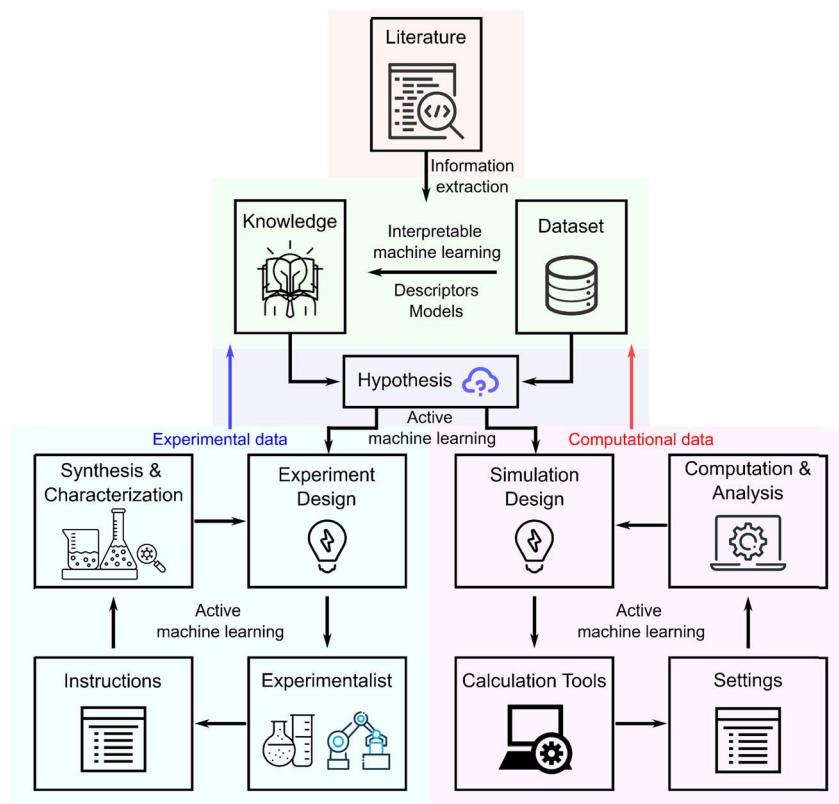 Literature
Information
extraction
Knowledge
Interpretable
machine learning
Descriptors
Models
Dataset
Hypothesis
Active
machine learning
Experimental data
Computational data
Synthesis &
Characterization
Experiment
Design
Simulation
Design
Computation &
Analysis
Active
machine learning
Active
machine learning
Instructions
Experimentalist
Calculation Tools
Settings